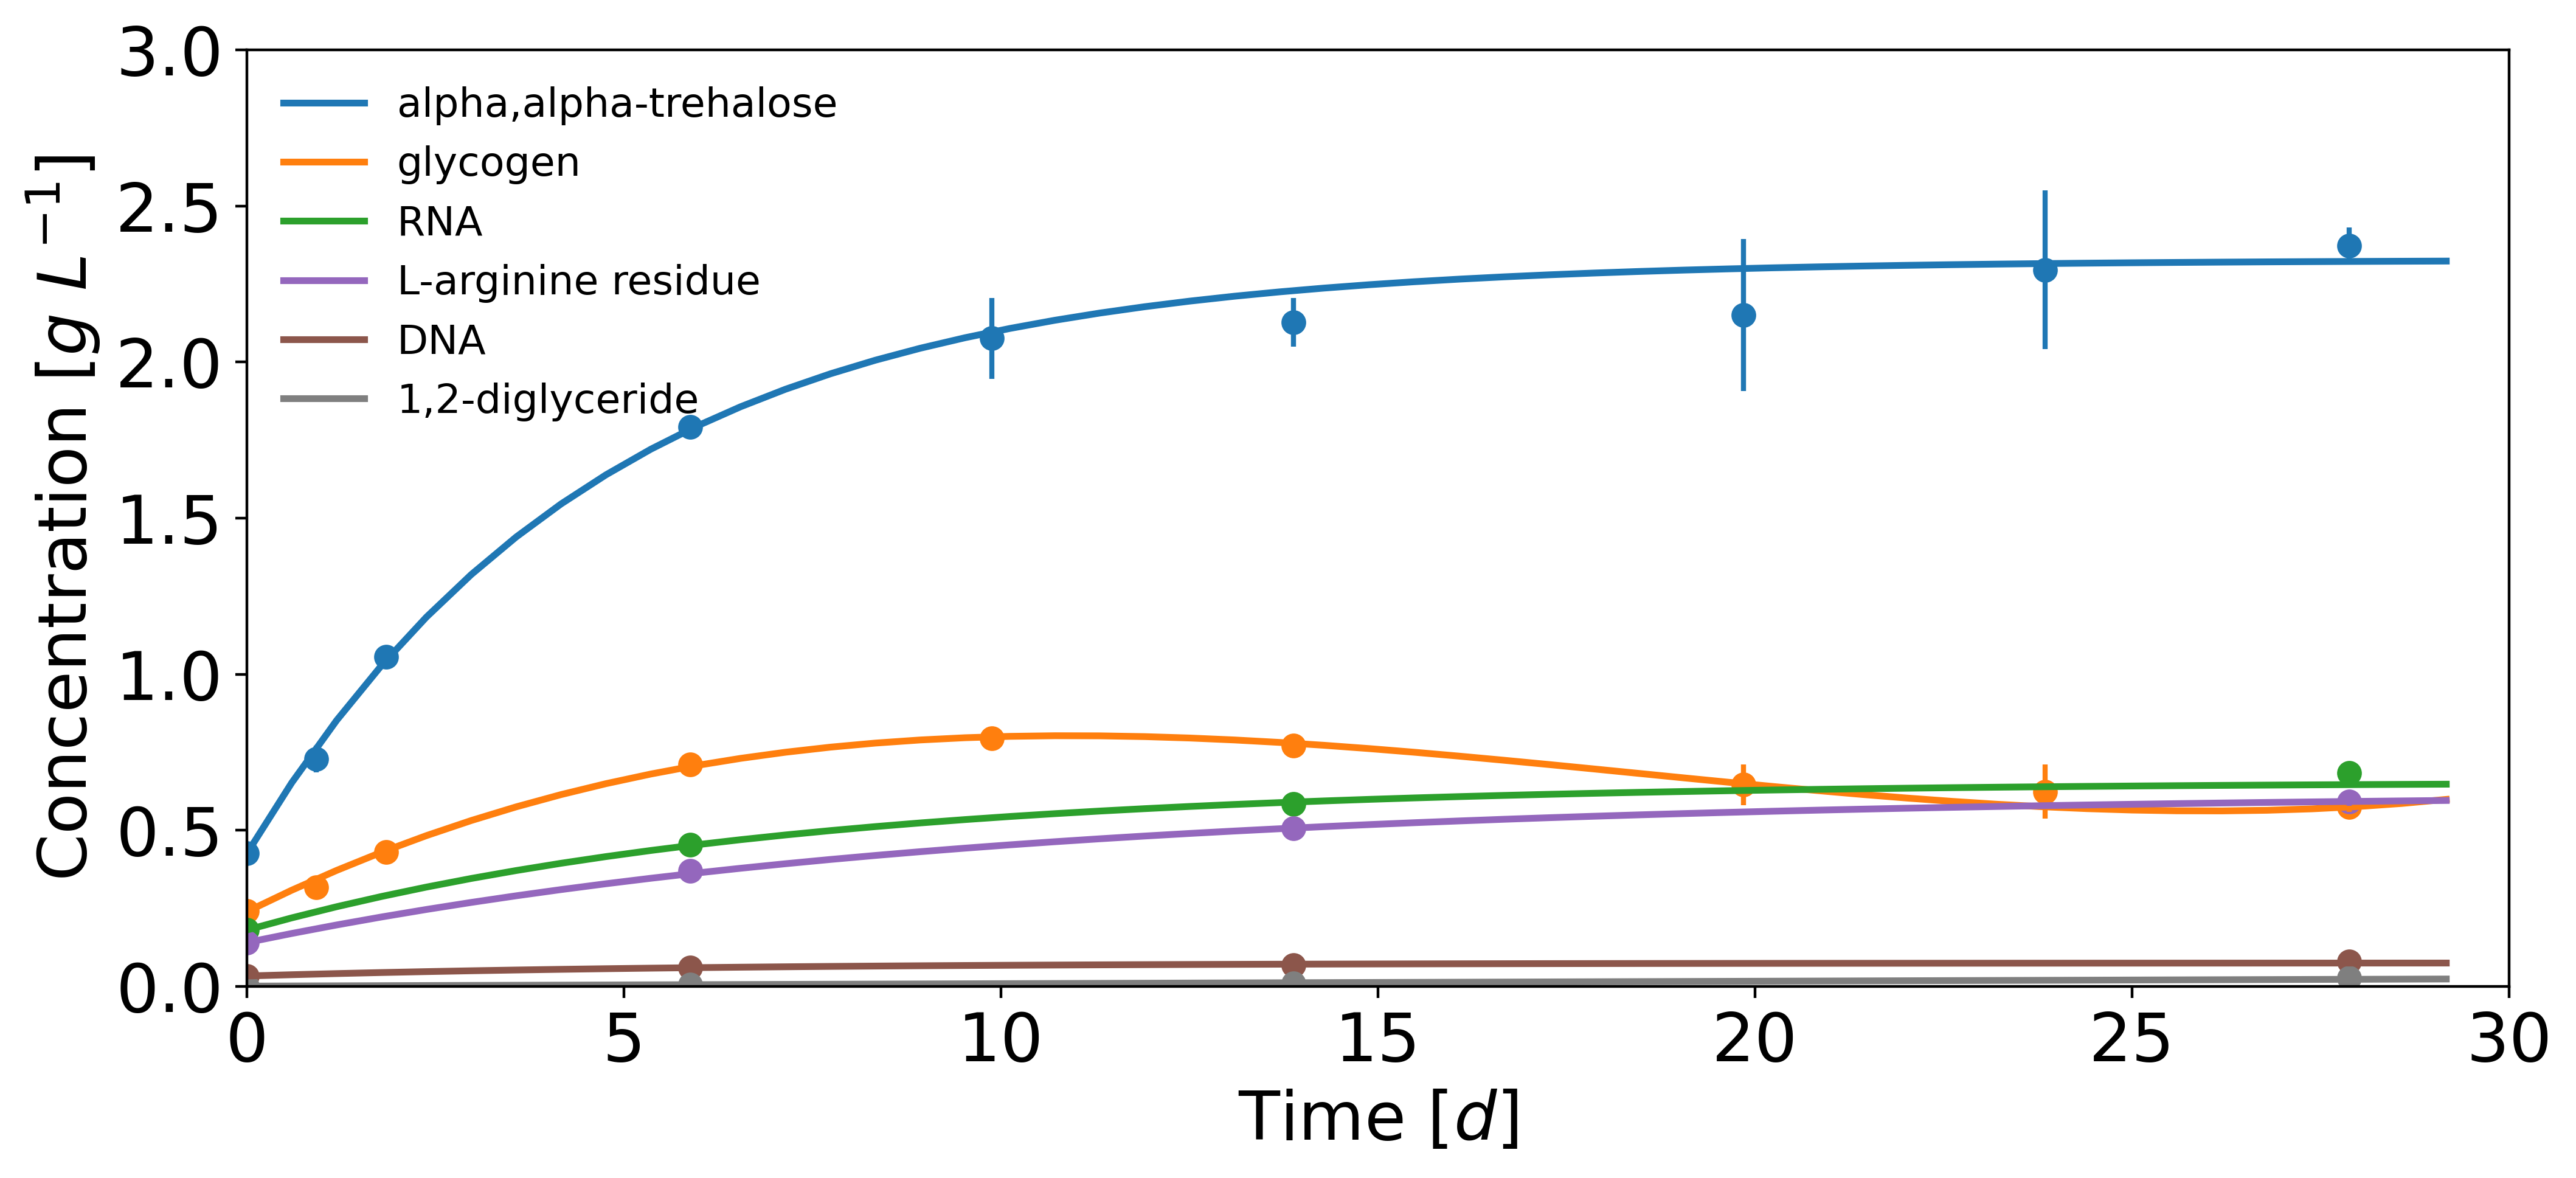 3.0
2.5
2.0
1.5
1.0
0.5
0.0
Concentration [g L⁻¹]
alpha,alpha-trehalose
glycogen
RNA
L-arginine residue
DNA
1,2-diglyceride
0 5 10 15 20 25 30
Time [d]